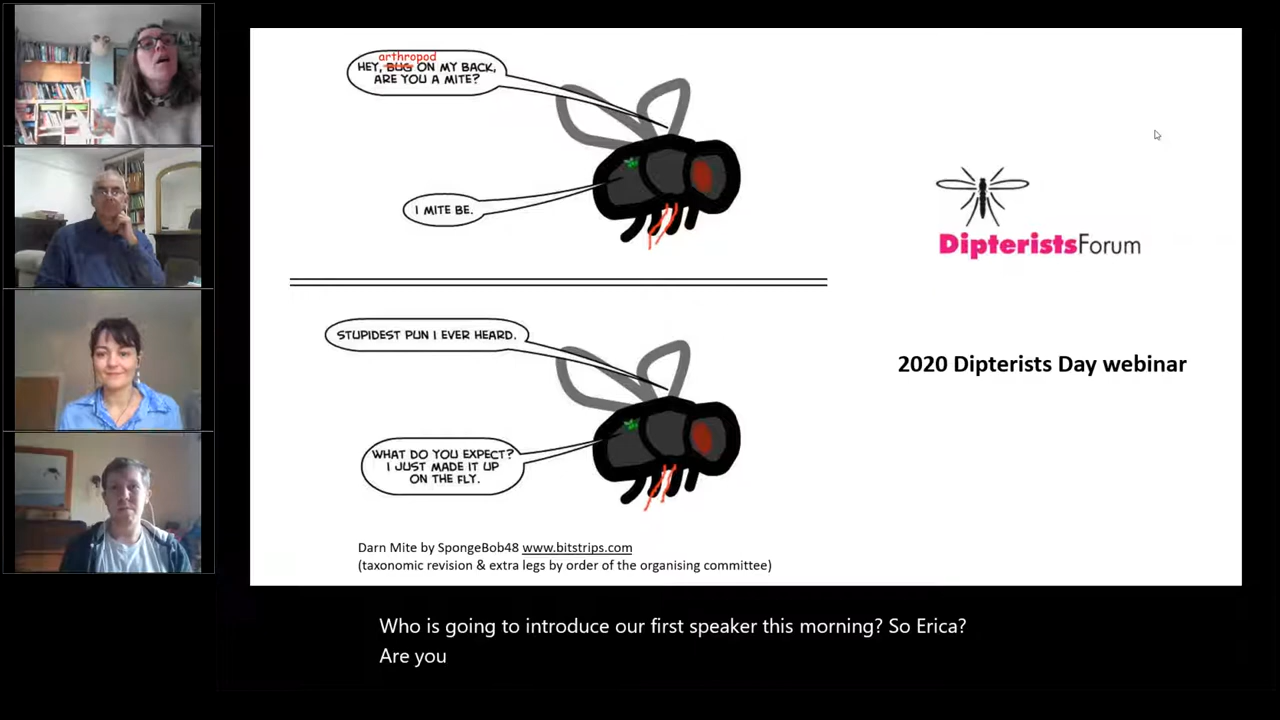 arthropod
HEY, BUG ON MY BACK,
ARE YOU A MITE?
I MITE BE.
STUPIDEST PUN I EVER HEARD.
WHAT DO YOU EXPECT?
I JUST MADE IT UP
ON THE FLY.
Darn Mite by SpongeBob48 www.bitstrips.com
(taxonomic revision & extra legs by order of the organising committee)
DipteristsForum
2020 Dipterists Day webinar
Who is going to introduce our first speaker this morning? So Erica?
Are you